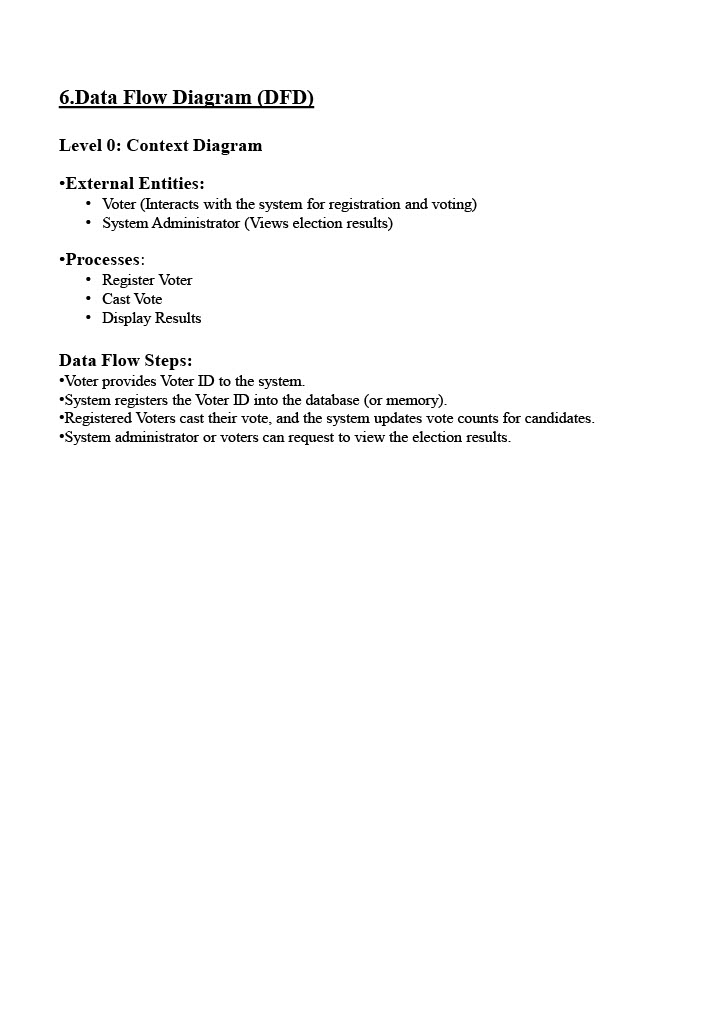 6.Data Flow Diagram (DFD)
Level 0: Context Diagram
•External Entities:
• Voter (Interacts with the system for registration and voting)
• System Administrator (Views election results)
•Processes:
• Register Voter
• Cast Vote
• Display Results
Data Flow Steps:
•Voter provides Voter ID to the system.
•System registers the Voter ID into the database (or memory).
•Registered Voters cast their vote, and the system updates vote counts for candidates.
•System administrator or voters can request to view the election results.